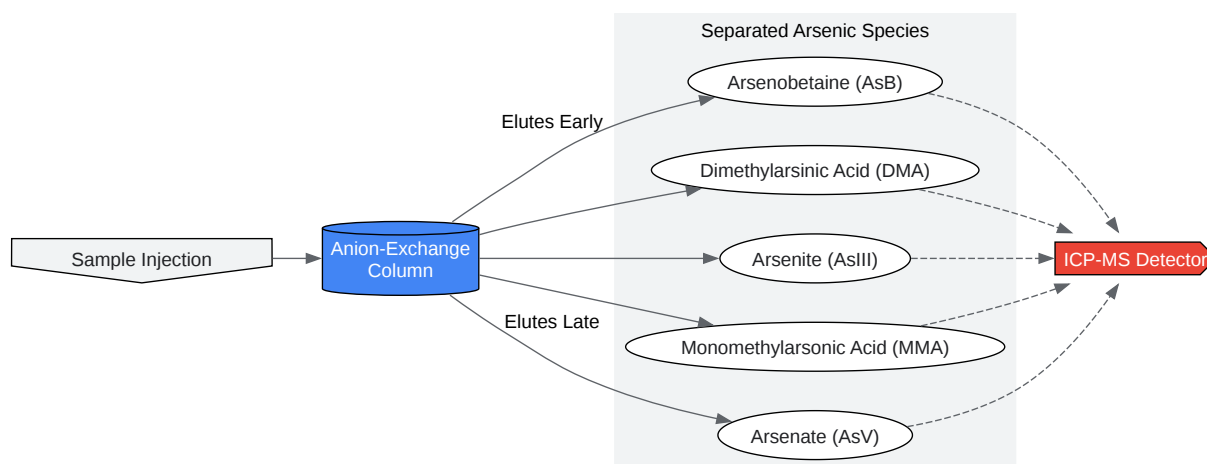 Separated Arsenic Species
Arsenobetaine (AsB)
Elutes Early
Dimethylarsinic Acid (DMA)
Sample Injection
Anion-Exchange
Column
Arsenite (AsIII)
ICP-MS Detector
Elutes Late
Monomethylarsonic Acid (MMA)
Arsenate (AsV)